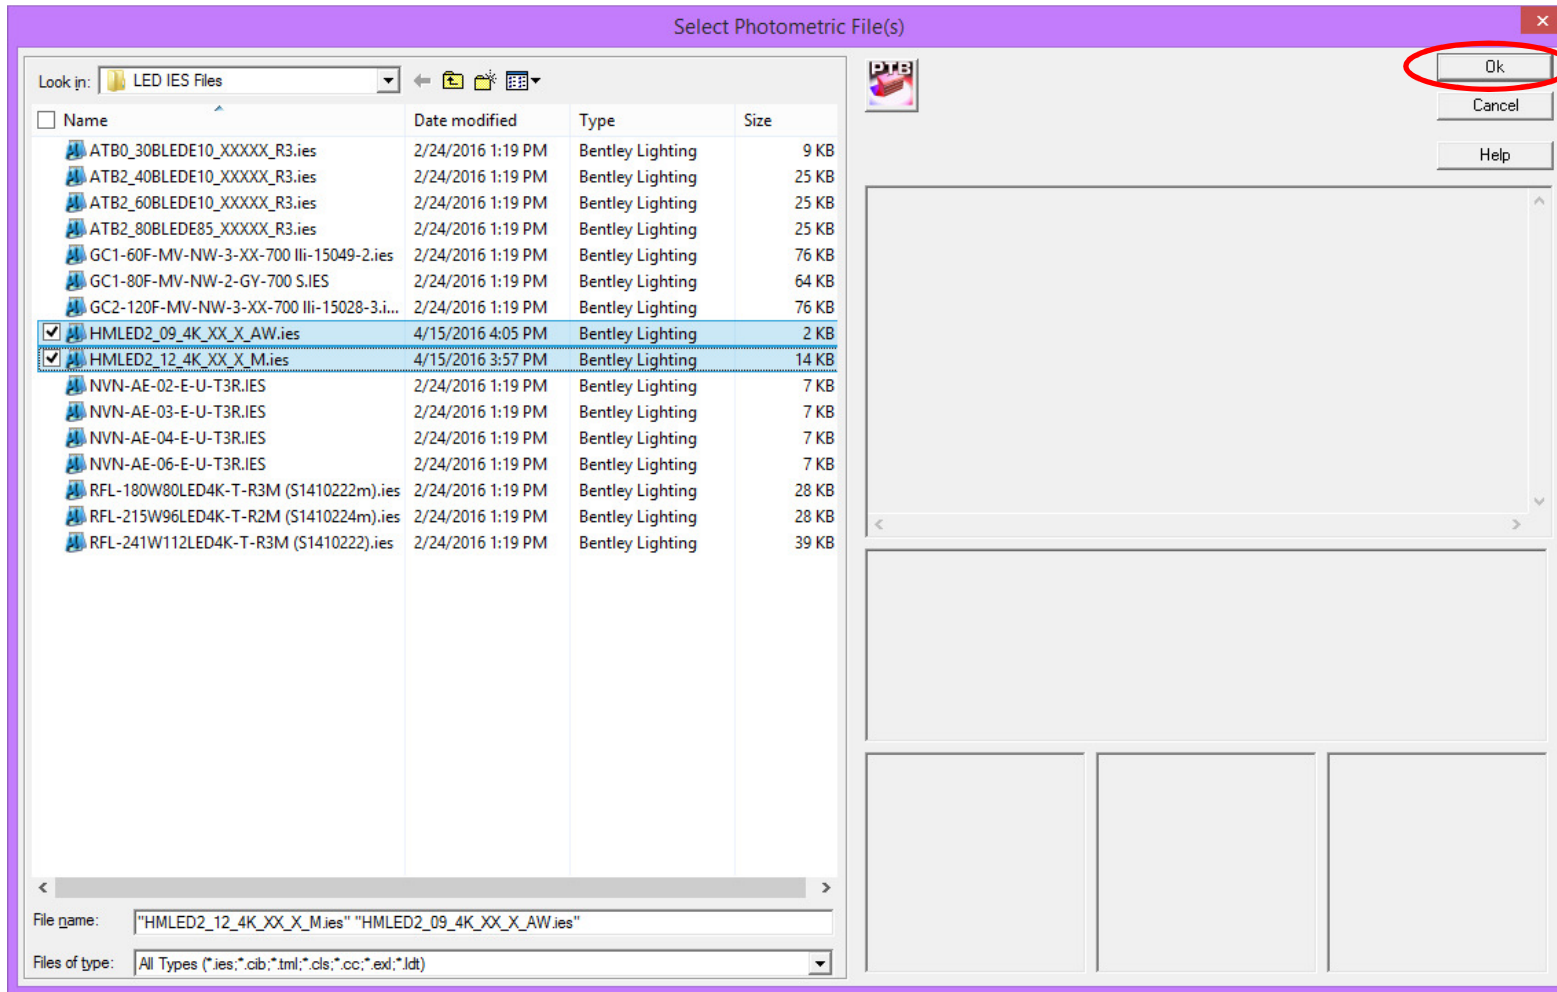 Select Photometric File(s)
Look in: LED IES Files
Name Date modified Type Size
ATB0_30BLEDE10_XXXXX_R3.ies 2/24/2016 1:19 PM Bentley Lighting 9 KB
ATB2_40BLEDE10_XXXXX_R3.ies 2/24/2016 1:19 PM Bentley Lighting 25 KB
ATB2_60BLEDE10_XXXXX_R3.ies 2/24/2016 1:19 PM Bentley Lighting 25 KB
ATB2_80BLEDE85_XXXXX_R3.ies 2/24/2016 1:19 PM Bentley Lighting 25 KB
GC1-60F-MV-NW-3-XX-700 Ili-15049-2.ies 2/24/2016 1:19 PM Bentley Lighting 76 KB
GC1-80F-MV-NW-2-GY-700 S.IES 2/24/2016 1:19 PM Bentley Lighting 64 KB
GC2-120F-MV-NW-3-XX-700 Ili-15028-3.i... 2/24/2016 1:19 PM Bentley Lighting 76 KB
HMLED2_09_4K_XX_X_AW.ies 4/15/2016 4:05 PM Bentley Lighting 2 KB
HMLED2_12_4K_XX_X_M.ies 4/15/2016 3:57 PM Bentley Lighting 14 KB
NVN-AE-02-E-U-T3R.IES 2/24/2016 1:19 PM Bentley Lighting 7 KB
NVN-AE-03-E-U-T3R.IES 2/24/2016 1:19 PM Bentley Lighting 7 KB
NVN-AE-04-E-U-T3R.IES 2/24/2016 1:19 PM Bentley Lighting 7 KB
NVN-AE-06-E-U-T3R.IES 2/24/2016 1:19 PM Bentley Lighting 7 KB
RFL-180W80LED4K-T-R3M (S1410222m).ies 2/24/2016 1:19 PM Bentley Lighting 28 KB
RFL-215W96LED4K-T-R2M (S1410224m).ies 2/24/2016 1:19 PM Bentley Lighting 28 KB
RFL-241W112LED4K-T-R3M (S1410222).ies 2/24/2016 1:19 PM Bentley Lighting 39 KB
File name: "HMLED2_12_4K_XX_X_M.ies" "HMLED2_09_4K_XX_X_AW.ies"
Files of type: All Types (*.ies;*.cib;*.tml;*.cls;*.cc;*.exl;*.ldt)
PTB
Ok
Cancel
Help